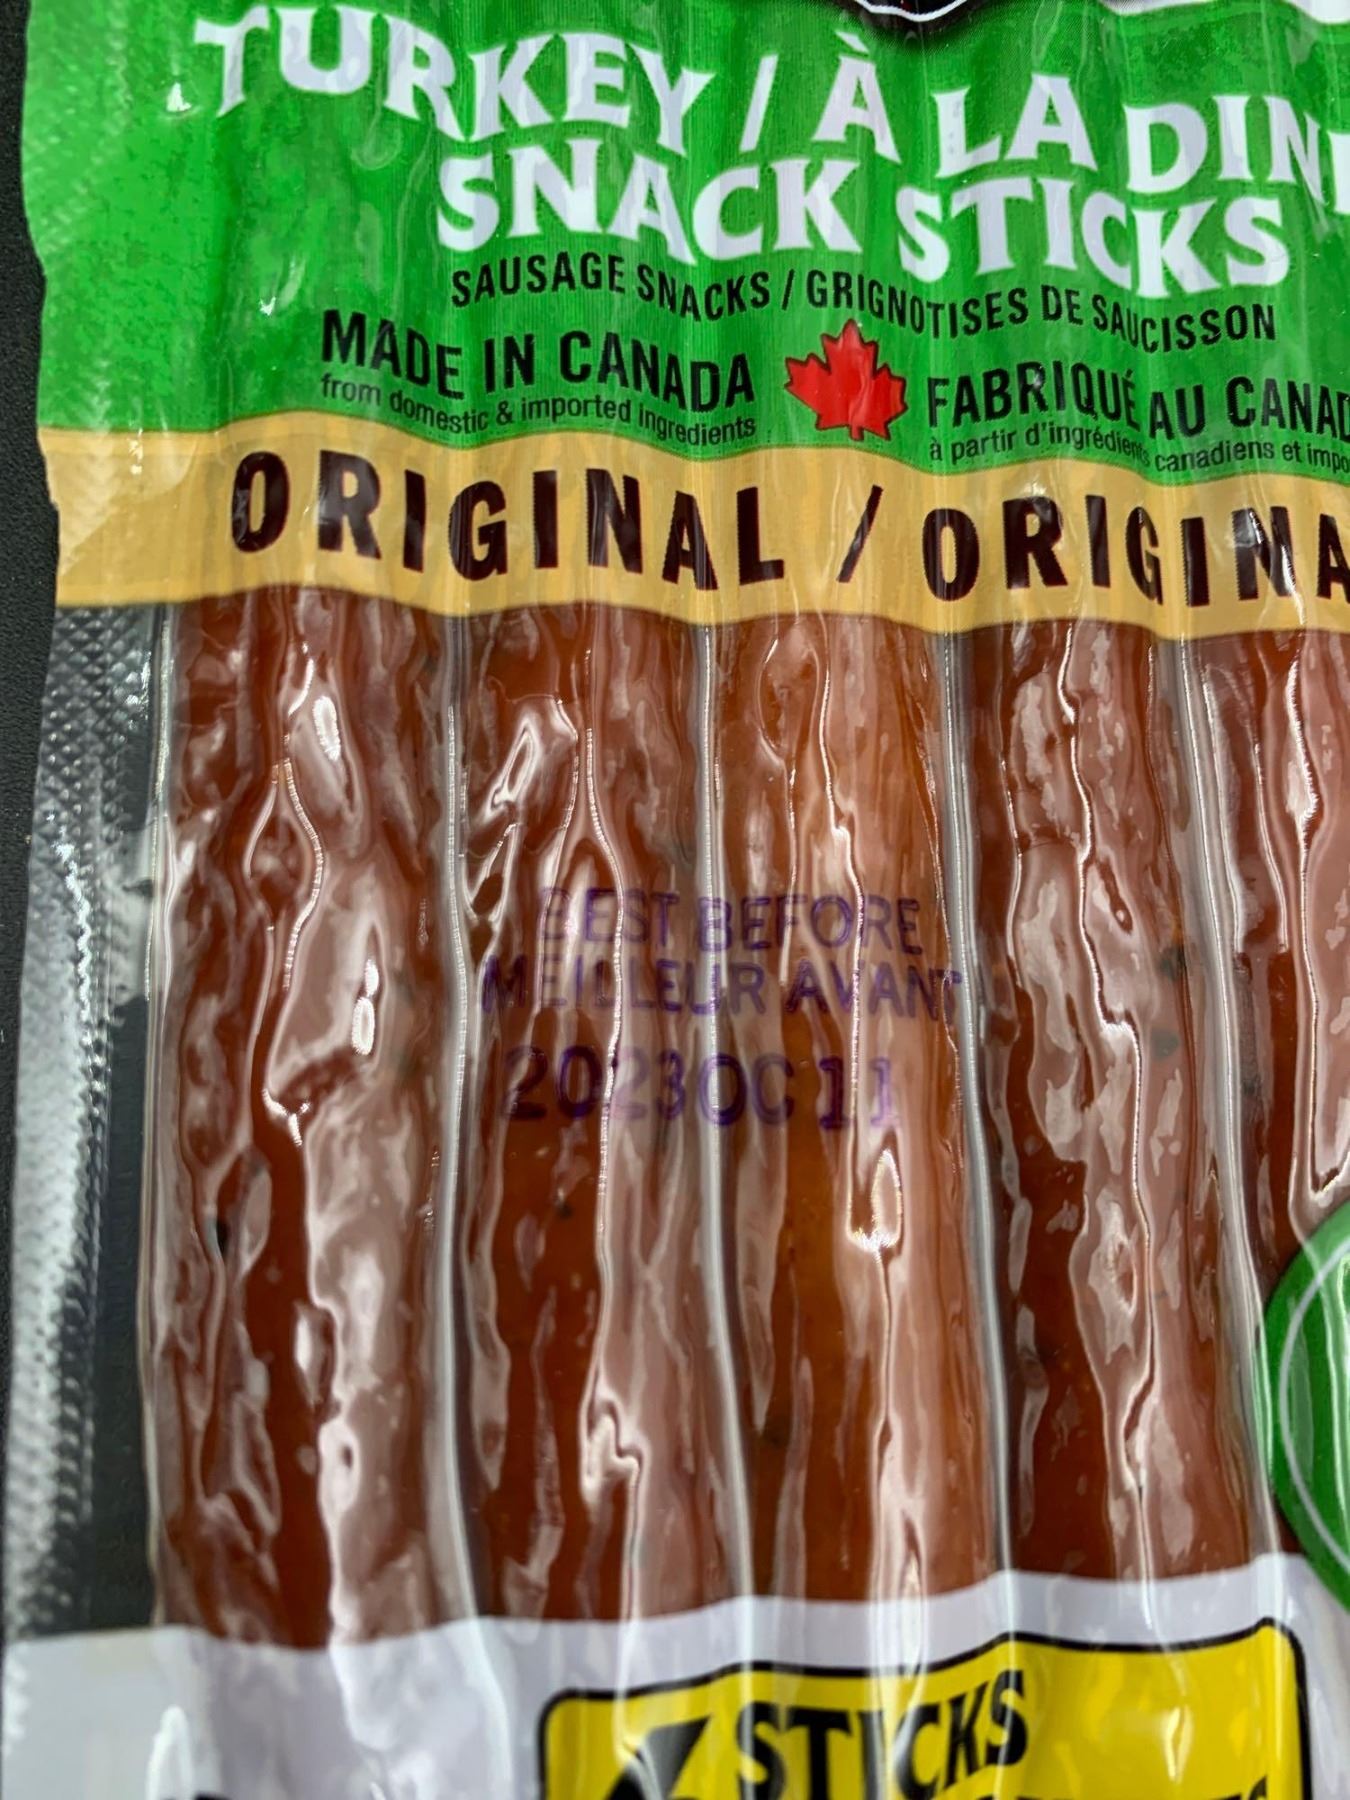 TURKEY / À LA DIN
SNACK STICKS
SAUSAGE SNACKS / GRIGNOTISES DE SAUCISSON
MADE IN CANADA
from domestic & imported ingredients
FABRIQUÉ AU CANAD
à partir d'ingrédients canadiens et impo
ORIGINAL / ORIGINA
BEST BEFORE
MEILLEUR AVANT
2023OC11
STICKS